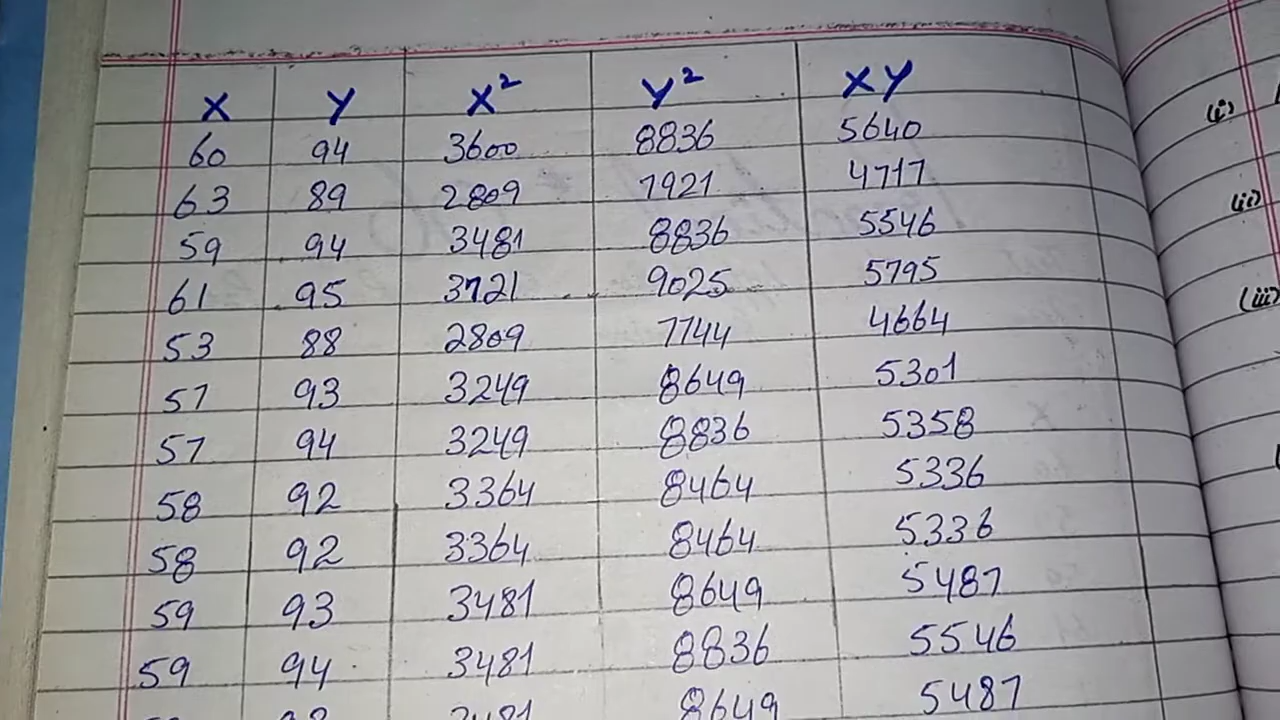 X Y X² Y² XY
60 94 3600 8836 5640
63 89 2809 7921 4717
59 94 3481 8836 5546
61 95 3721 9025 5795
53 88 2809 7744 4664
57 93 3249 8649 5301
57 94 3249 8836 5358
58 92 3364 8464 5336
58 92 3364 8464 5336
59 93 3481 8649 5487
59 94 3481 8836 5546
3481 8649 5487
(i)
(ii)
(iii)